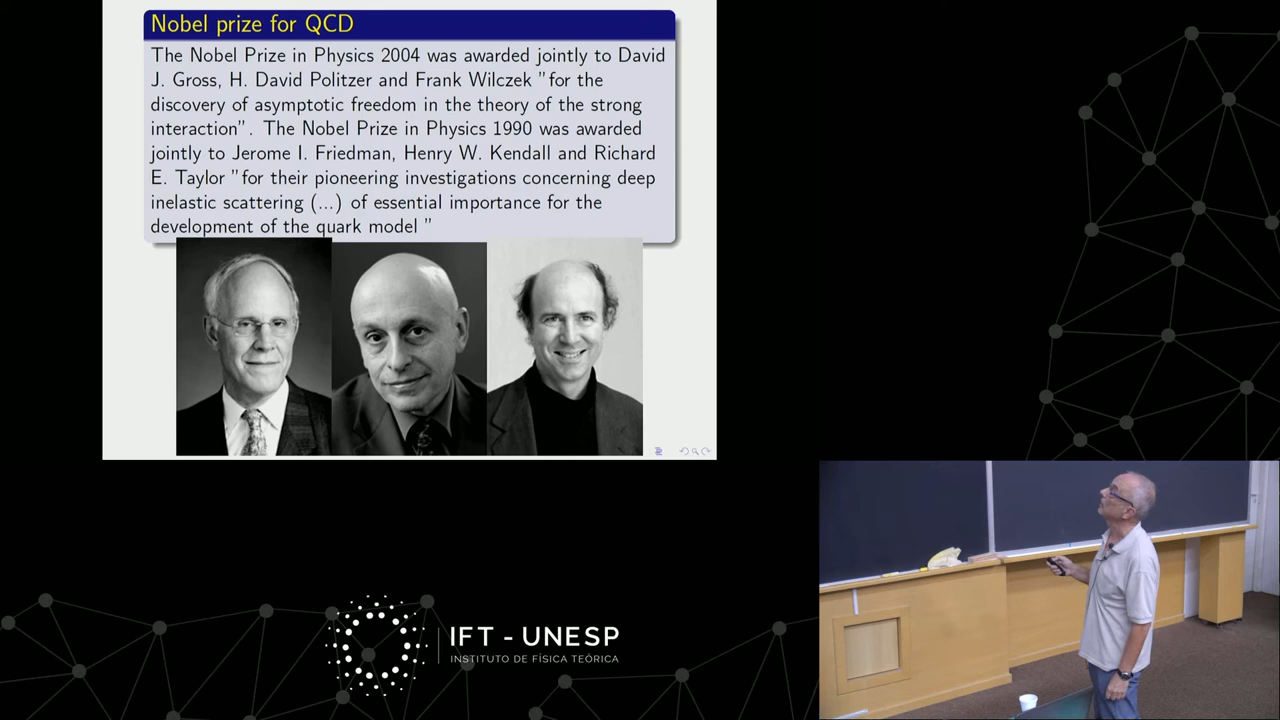 Nobel prize for QCD
The Nobel Prize in Physics 2004 was awarded jointly to David
J. Gross, H. David Politzer and Frank Wilczek ”for the
discovery of asymptotic freedom in the theory of the strong
interaction”. The Nobel Prize in Physics 1990 was awarded
jointly to Jerome I. Friedman, Henry W. Kendall and Richard
E. Taylor ”for their pioneering investigations concerning deep
inelastic scattering (...) of essential importance for the
development of the quark model ”
IFT - UNESP
INSTITUTO DE FÍSICA TEÓRICA